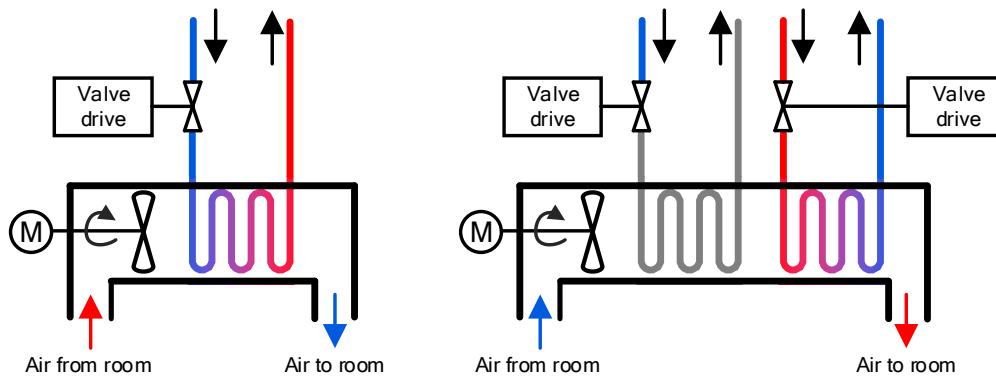 Valve
drive
M
Air from room
Air to room
Valve
drive
Valve
drive
M
Air from room
Air to room